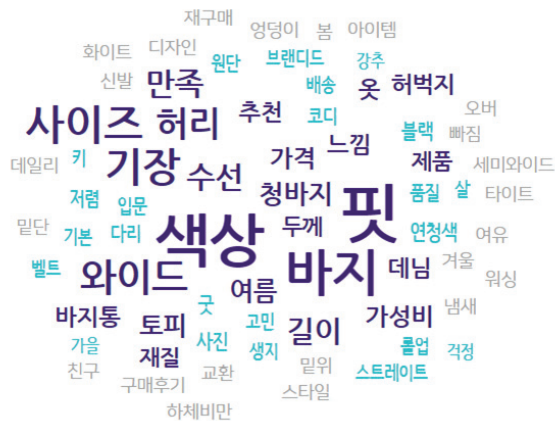 재구매
엉덩이 봄 아이템
화이트 디자인 원단 브랜디드 강추
신발 만족 배송 옷 허벅지
사이즈 허리 추천 코디 느낌 블랙 오버
빠짐
데일리 키 기장 수선 가격 제품 세미와이드
저렴 입문 청바지 핏 품질 살 타이트
밑단 기본 다리 색상 두께 연청색 여유
벨트 와이드 여름 바지 데님 겨울 워싱
바지통 토피 굿 고민 길이 가성비 냄새
가을 재질 사진 생지 롤업 걱정
친구 구매후기 교환 밑위 스트레이트
하체비만 스타일